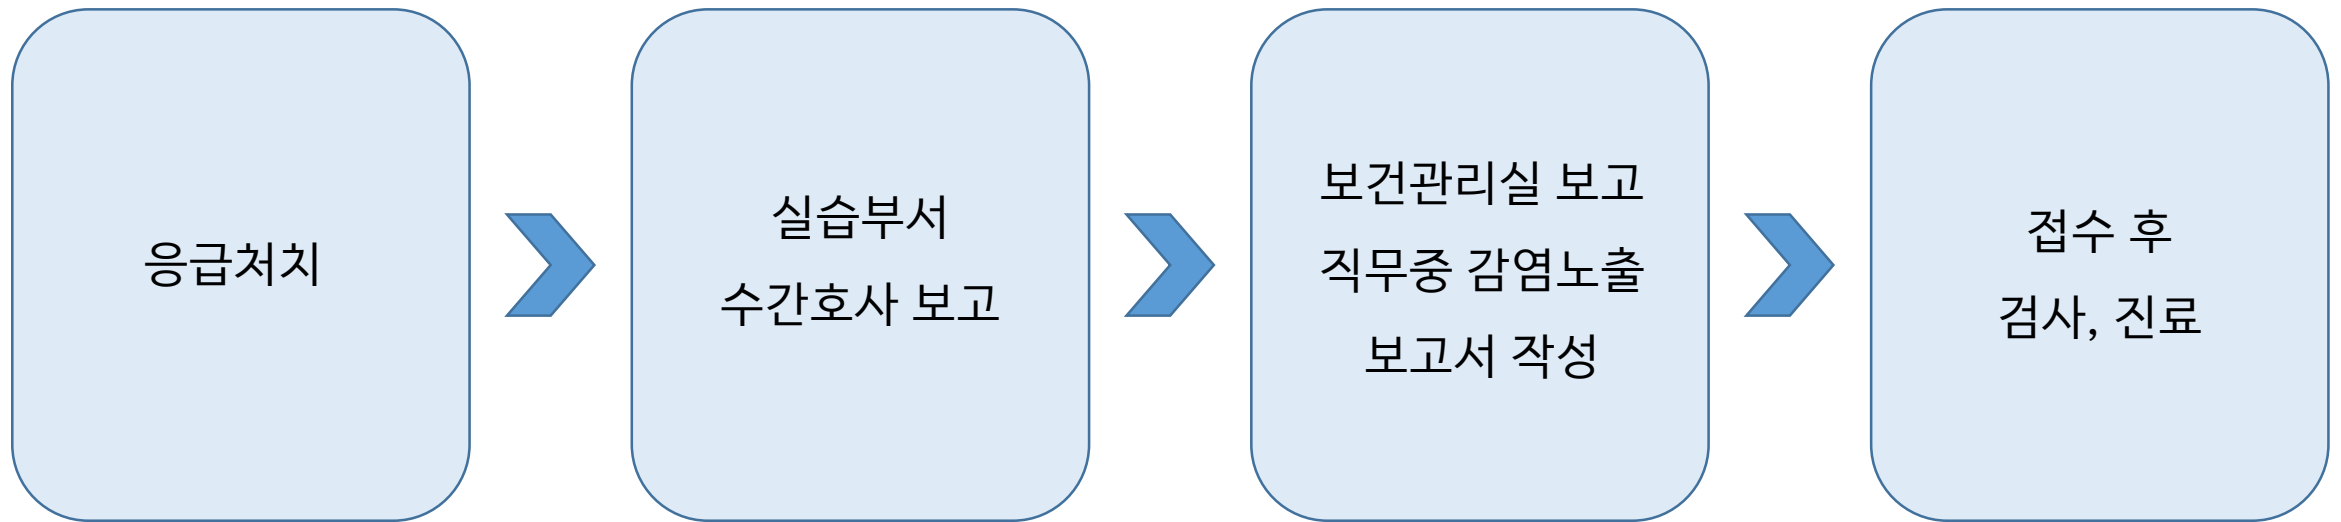 응급처치
실습부서
수간호사 보고
보건관리실 보고
직무중 감염노출
보고서 작성
접수 후
검사, 진료